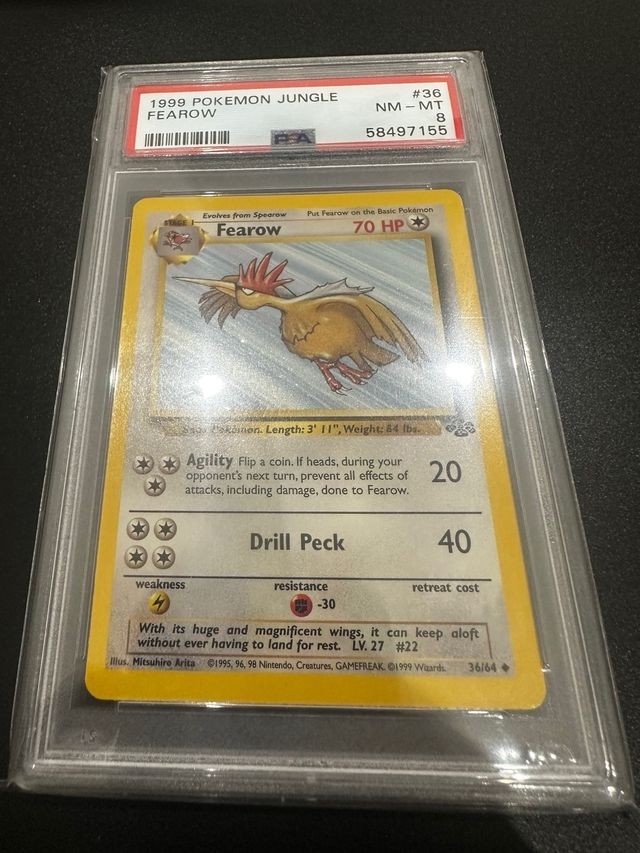 1999 POKEMON JUNGLE #36
FEAROW NM - MT
8
PSA 58497155
Evolves from Spearow Put Fearow on the Basic Pokémon
STAGE 1
Fearow 70 HP
Pokémon. Length: 3' 11", Weight: 84 lbs.
Agility Flip a coin. If heads, during your
opponent's next turn, prevent all effects of
attacks, including damage, done to Fearow.
20
Drill Peck 40
weakness resistance retreat cost
-30
With its huge and magnificent wings, it can keep aloft
without ever having to land for rest. LV. 27 #22
Illus. Mitsuhiro Arita ©1995, 96, 98 Nintendo, Creatures, GAMEFREAK. ©1999 Wizards. 36/64